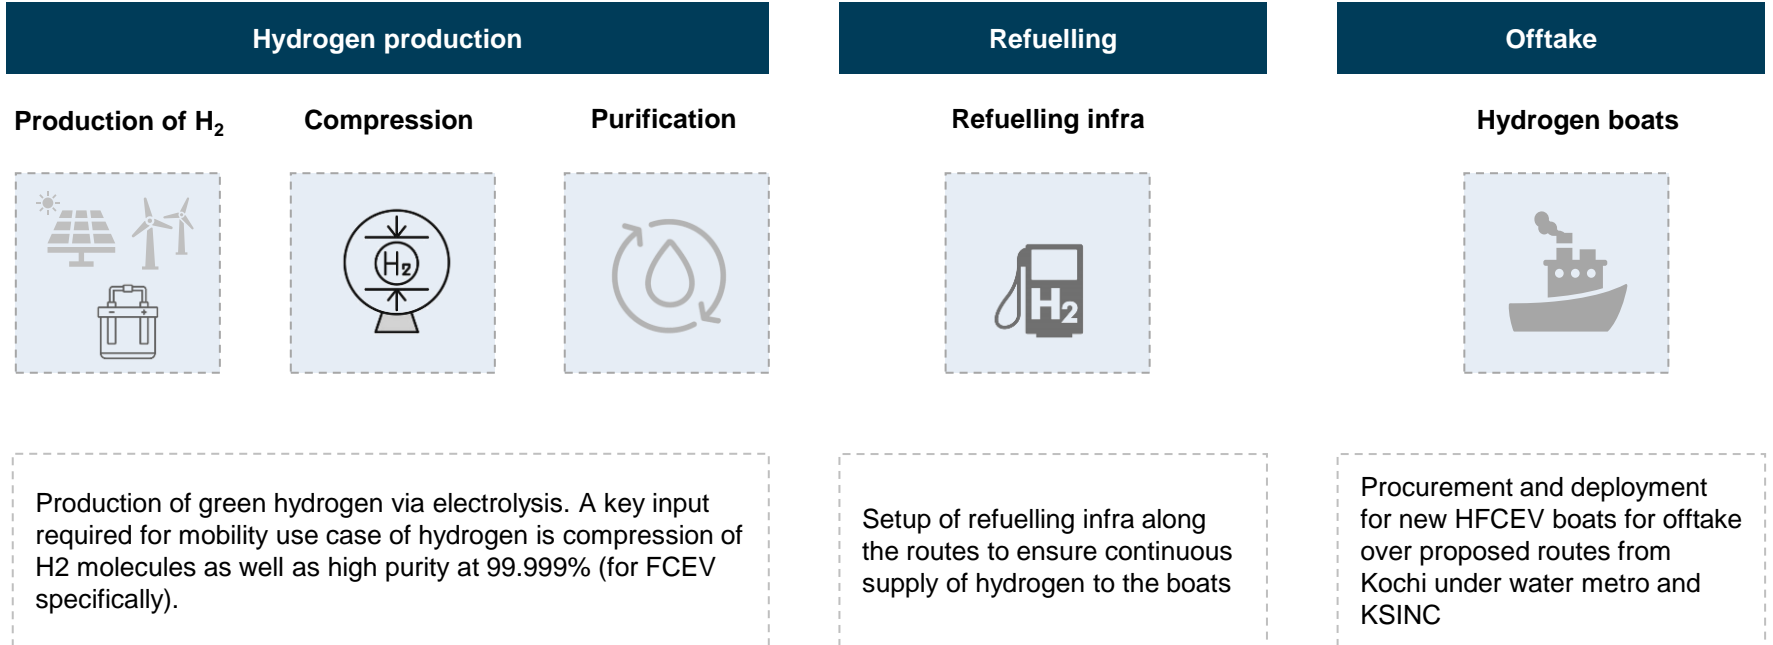 Hydrogen production
Refuelling
Offtake
Production of H₂
Compression
Purification
Refuelling infra
Hydrogen boats
- +
H₂
H₂
Production of green hydrogen via electrolysis. A key input
required for mobility use case of hydrogen is compression of
H2 molecules as well as high purity at 99.999% (for FCEV
specifically).
Setup of refuelling infra along
the routes to ensure continuous
supply of hydrogen to the boats
Procurement and deployment
for new HFCEV boats for offtake
over proposed routes from
Kochi under water metro and
KSINC